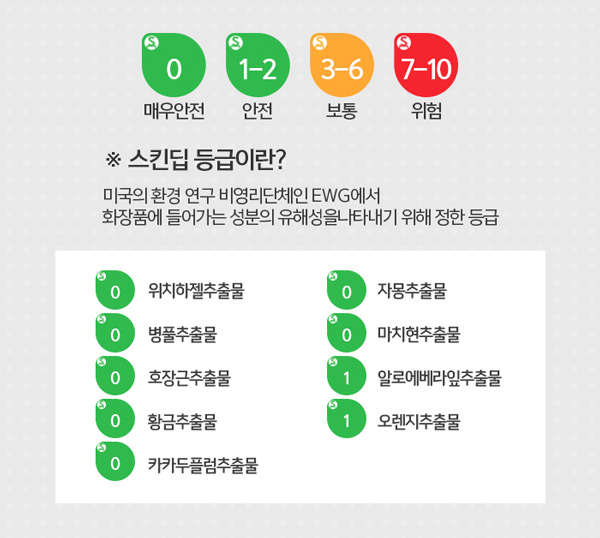 0 1-2 3-6 7-10
매우안전 안전 보통 위험
※ 스킨딥 등급이란?
미국의 환경 연구 비영리단체인 EWG에서
화장품에 들어가는 성분의 유해성을나타내기 위해 정한 등급
0 위치하젤추출물
0 병풀추출물
0 호장근추출물
0 황금추출물
0 카카두플럼추출물
0 자몽추출물
0 마치현추출물
1 알로에베라잎추출물
1 오렌지추출물